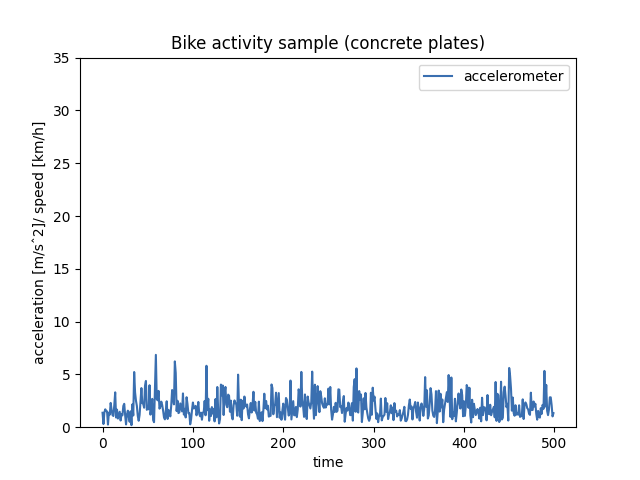 Bike activity sample (concrete plates)
accelerometer
acceleration [m/sˆ2]/ speed [km/h]
35
30
25
20
15
10
5
0
0 100 200 300 400 500
time